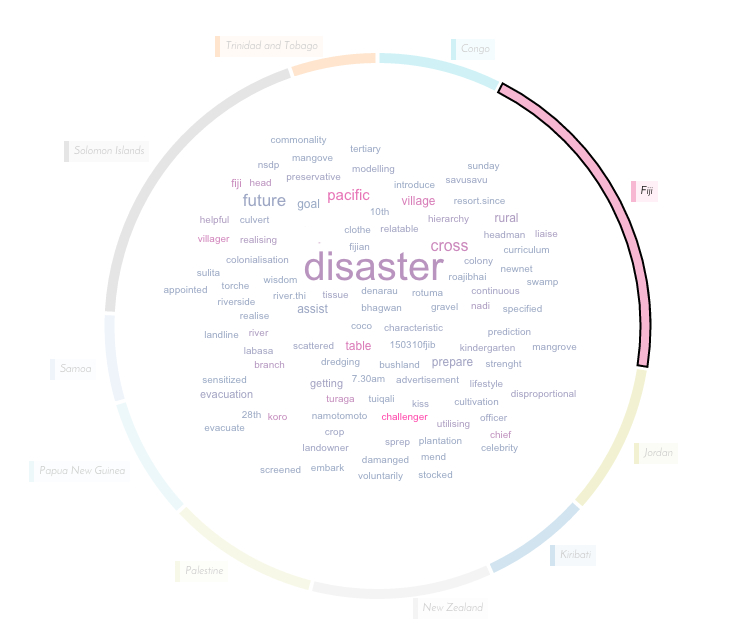 Trinidad and Tobago
Congo
Salomon Islands
Fiji
Samoa
Jordan
Papua New Guinea
Kiribati
Palestine
New Zealand
commonality
tertiary
mangove
nsdp
modelling
sunday
preservative
savusavu
fiji
head
introduce
pacific
future
goal
village
resort.since
10th
helpful
culvert
hierarchy
rural
clothe
relatable
headman
liaise
villager
realising
fijian
cross
curriculum
colonialisation
disaster
colony
newnet
sulita
wisdom
roajbhai
swamp
appointed
torche
river.thi
tissue
denarau
rotuma
continuous
riverside
realise
assist
bhagwan
gravel
nadi
specified
coco
characteristic
landline
river
prediction
labasa
scattered
table
150310fjib
kindergarten
mangrove
branch
dredging
bushland
prepare
strenght
sensitized
getting
7.30am
advertisement
lifestyle
evacuation
disproportional
turaga
tuiqali
kiss
cultivation
28th
koro
namotomoto
challenger
officer
evacuate
utilising
crop
chief
landowner
sprep
plantation
celebrity
screened
embark
damanged
mend
voluntarily
stocked